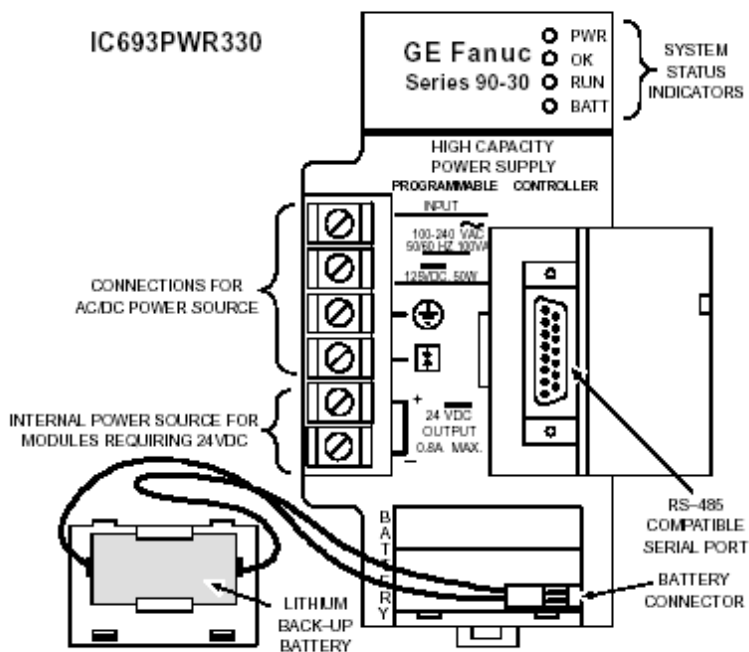 IC693PWR330
GE Fanuc
Series 90-30
PWR
OK
RUN
BATT
SYSTEM
STATUS
INDICATORS
HIGH CAPACITY
POWER SUPPLY
PROGRAMMABLE CONTROLLER
INPUT
100-240 VAC
50/60 HZ 100VA
125VDC, 50W
CONNECTIONS FOR
AC/DC POWER SOURCE
+
24 VDC
OUTPUT
0.8A MAX.
–
INTERNAL POWER SOURCE FOR
MODULES REQUIRING 24VDC
RS–485
COMPATIBLE
SERIAL PORT
BATTERY
BATTERY
CONNECTOR
LITHIUM
BACK–UP
BATTERY